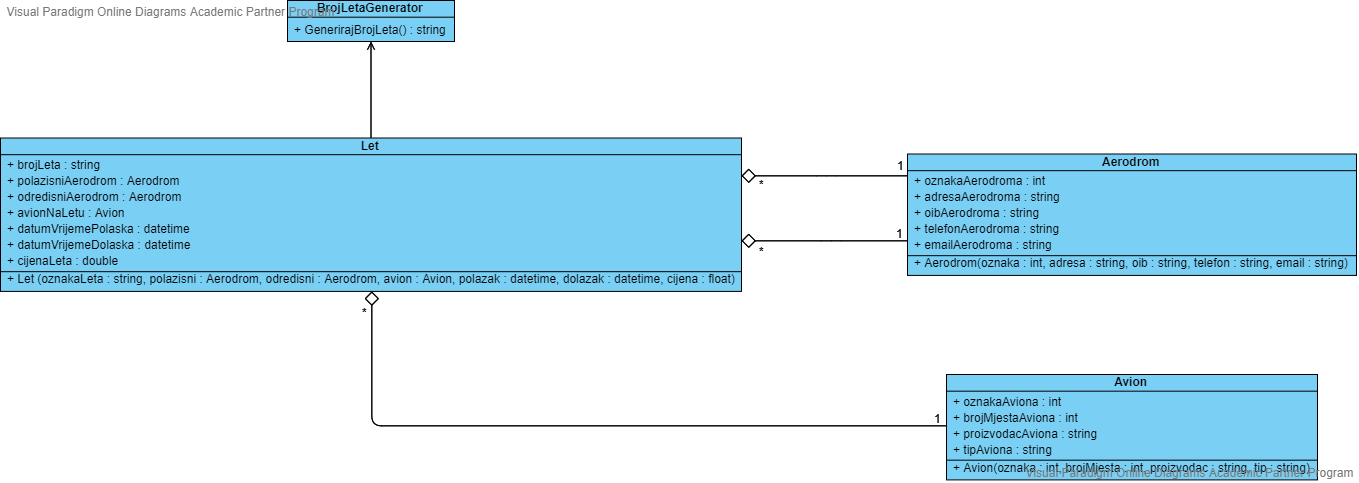 Visual Paradigm Online Diagrams Academic Partner Program
BrojLetaGenerator
+ GenerirajBrojLeta() : string
Let
+ brojLeta : string
+ polazisniAerodrom : Aerodrom
+ odredisniAerodrom : Aerodrom
+ avionNaLetu : Avion
+ datumVrijemePolaska : datetime
+ datumVrijemeDolaska : datetime
+ cijenaLeta : double
+ Let (oznakaLeta : string, polazisni : Aerodrom, odredisni : Aerodrom, avion : Avion, polazak : datetime, dolazak : datetime, cijena : float)
*
1
*
1
Aerodrom
+ oznakaAerodroma : int
+ adresaAerodroma : string
+ oibAerodroma : string
+ telefonAerodroma : string
+ emailAerodroma : string
+ Aerodrom(oznaka : int, adresa : string, oib : string, telefon : string, email : string)
*
1
Avion
+ oznakaAviona : int
+ brojMjestaAviona : int
+ proizvodacAviona : string
+ tipAviona : string
+ Avion(oznaka : int, brojMjesta : int, proizvodac : string, tip : string)
Visual Paradigm Online Diagrams Academic Partner Program